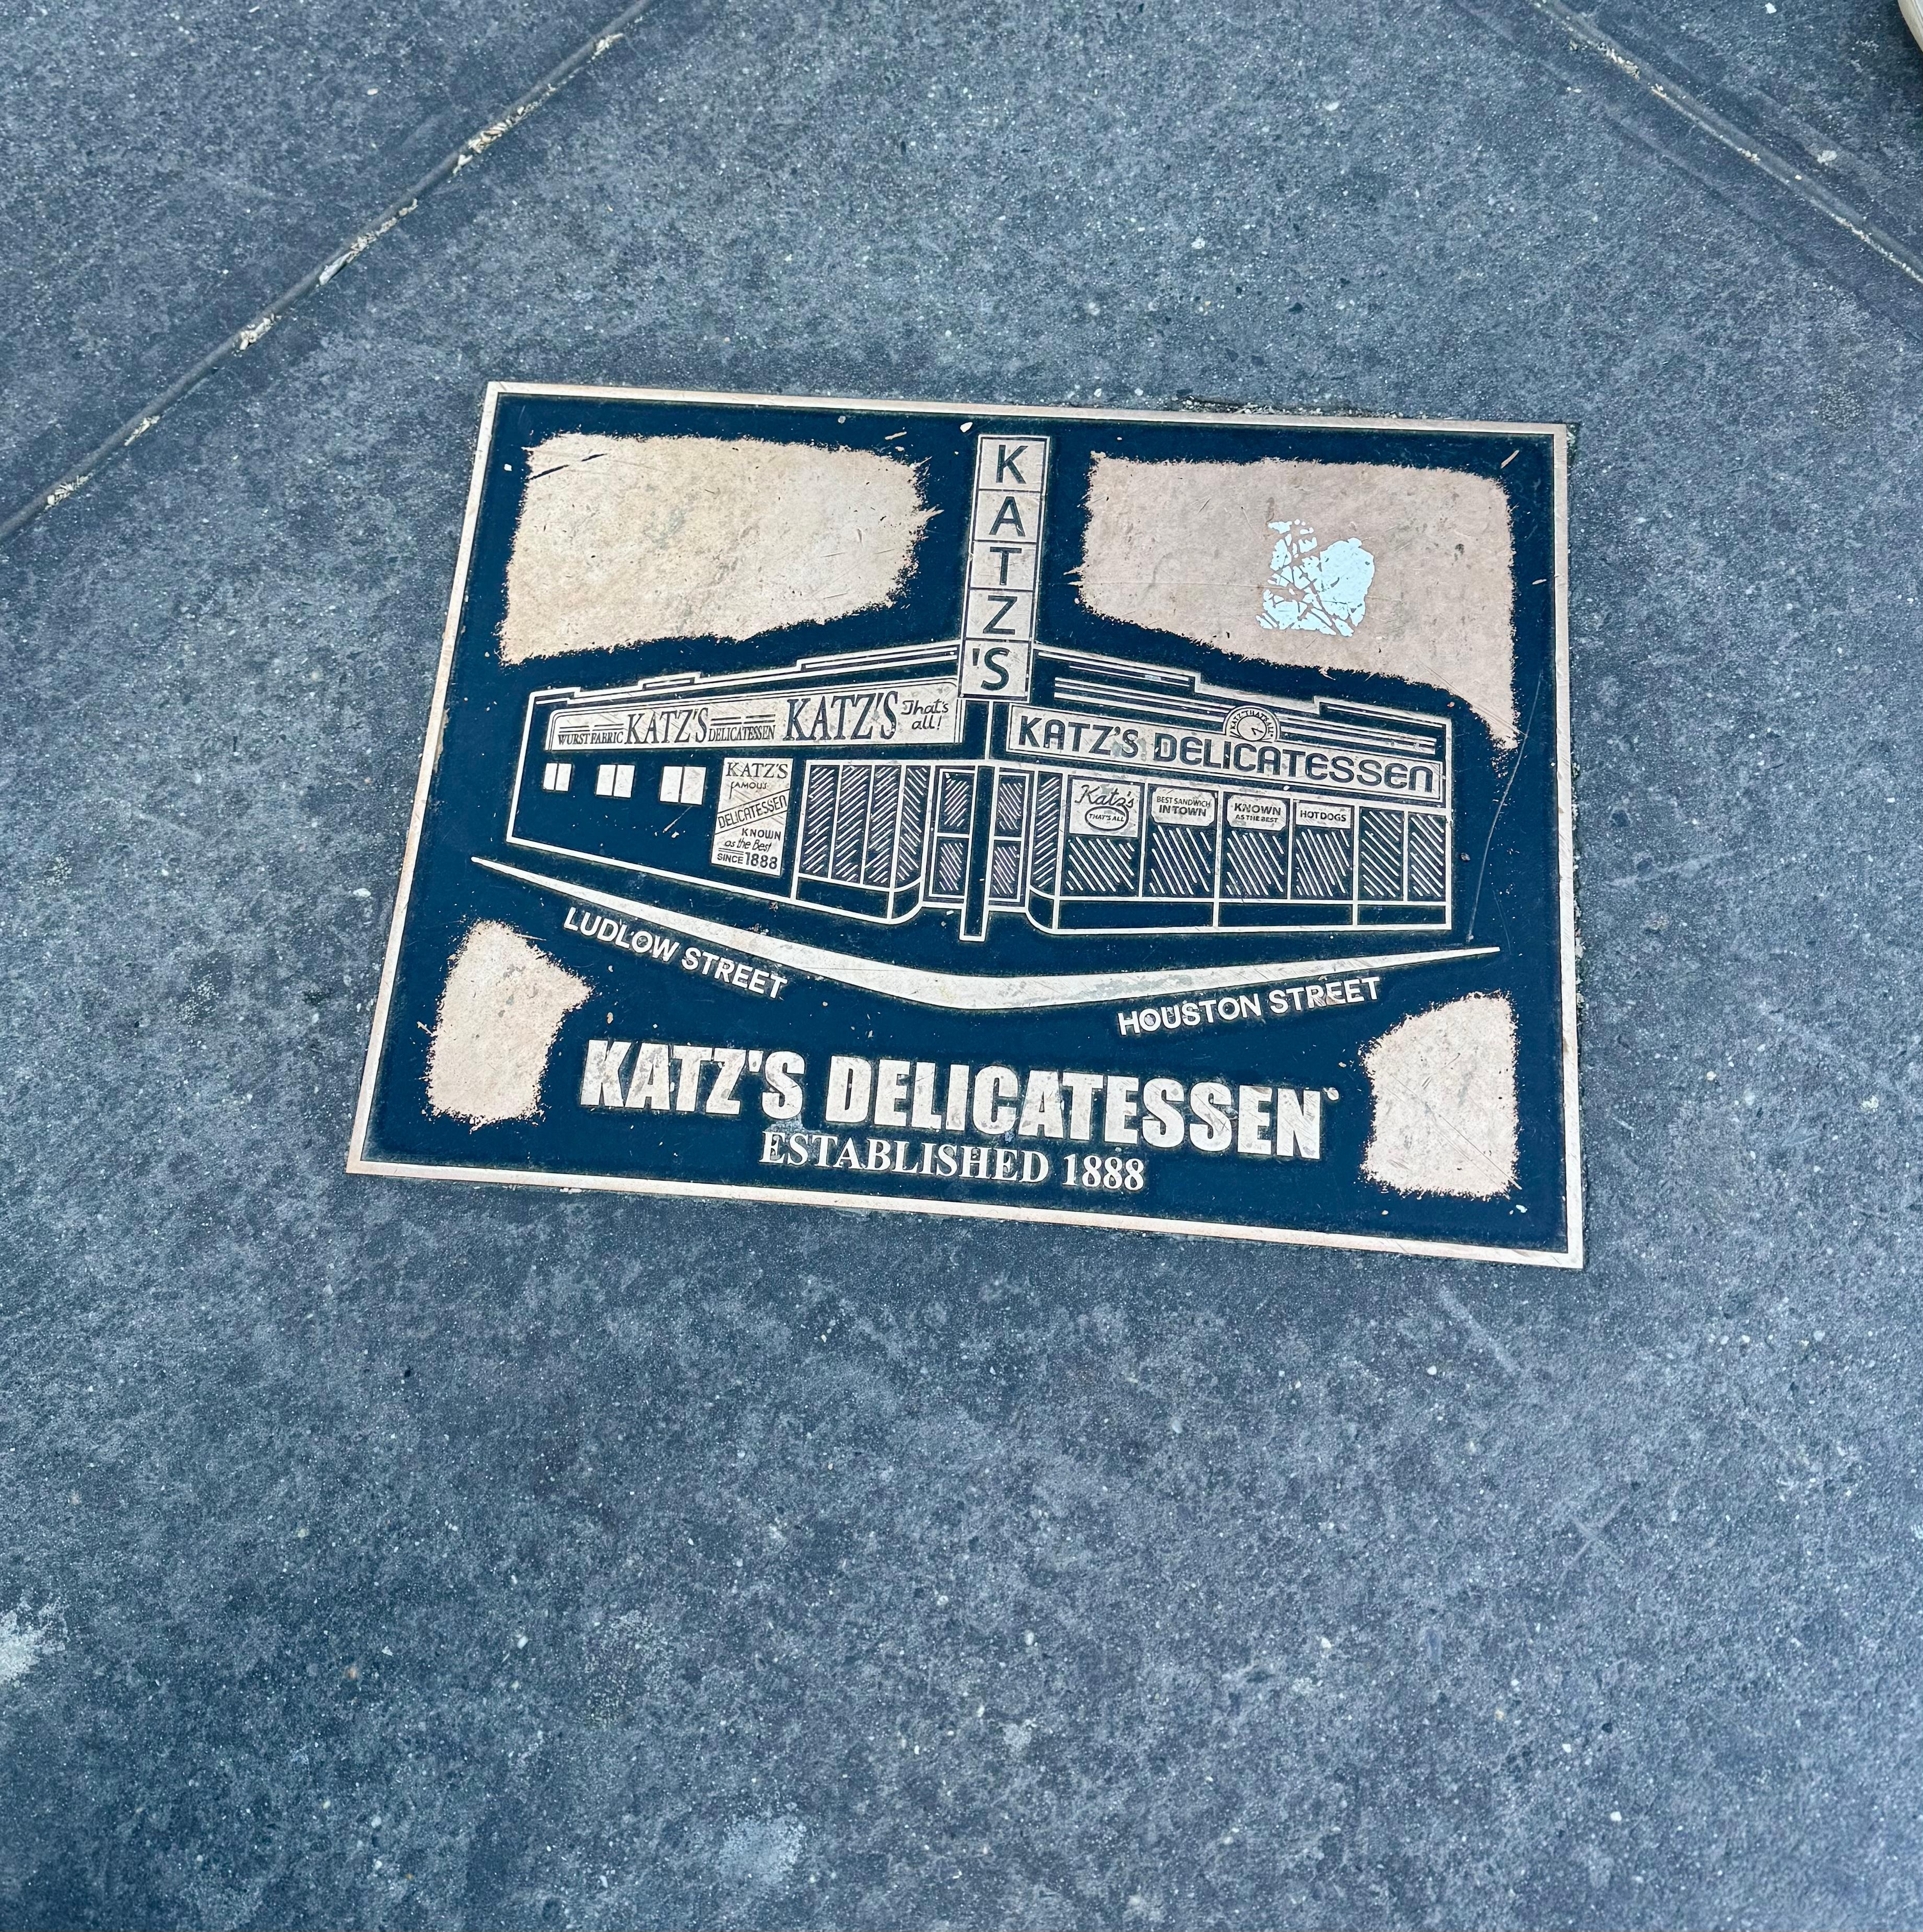 K
A
T
Z
'S
WURST FABRIC KATZ'S DELICATESSEN KATZ'S That's all!
KATZ'S DELICATESSEN
KATZ'S
FAMOUS
DELICATESSEN
KNOWN
as the Best
SINCE 1888
Katz's
THAT'S ALL
BEST SANDWICH
IN TOWN
KNOWN
AS THE BEST
HOT DOGS
LUDLOW STREET
HOUSTON STREET
KATZ'S DELICATESSEN
ESTABLISHED 1888